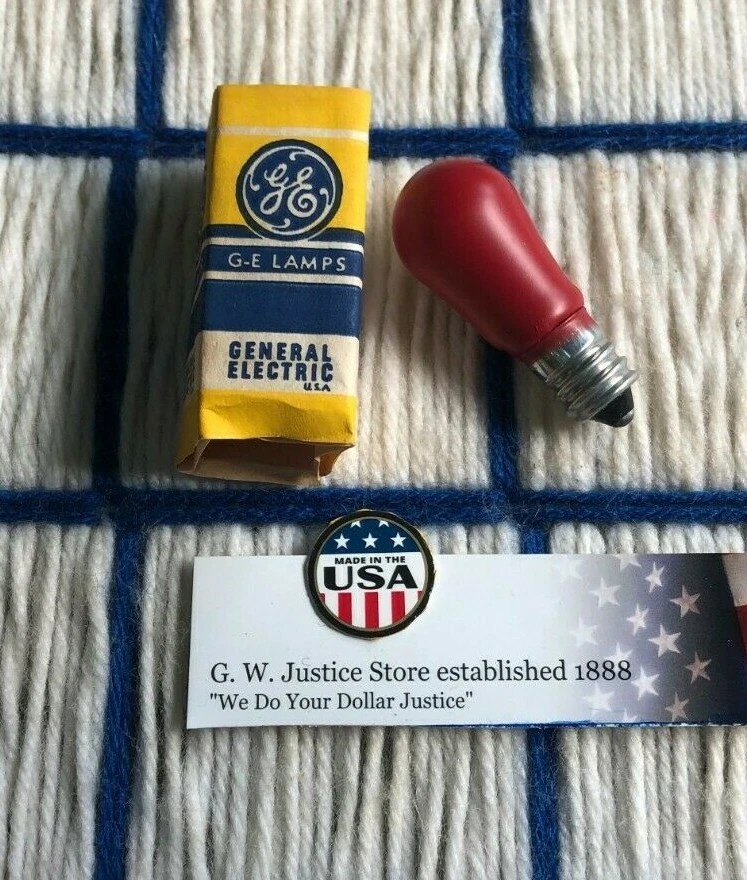 GE
G-E LAMPS
GENERAL
ELECTRIC
U.S.A
MADE IN THE
USA
G. W. Justice Store established 1888
"We Do Your Dollar Justice"